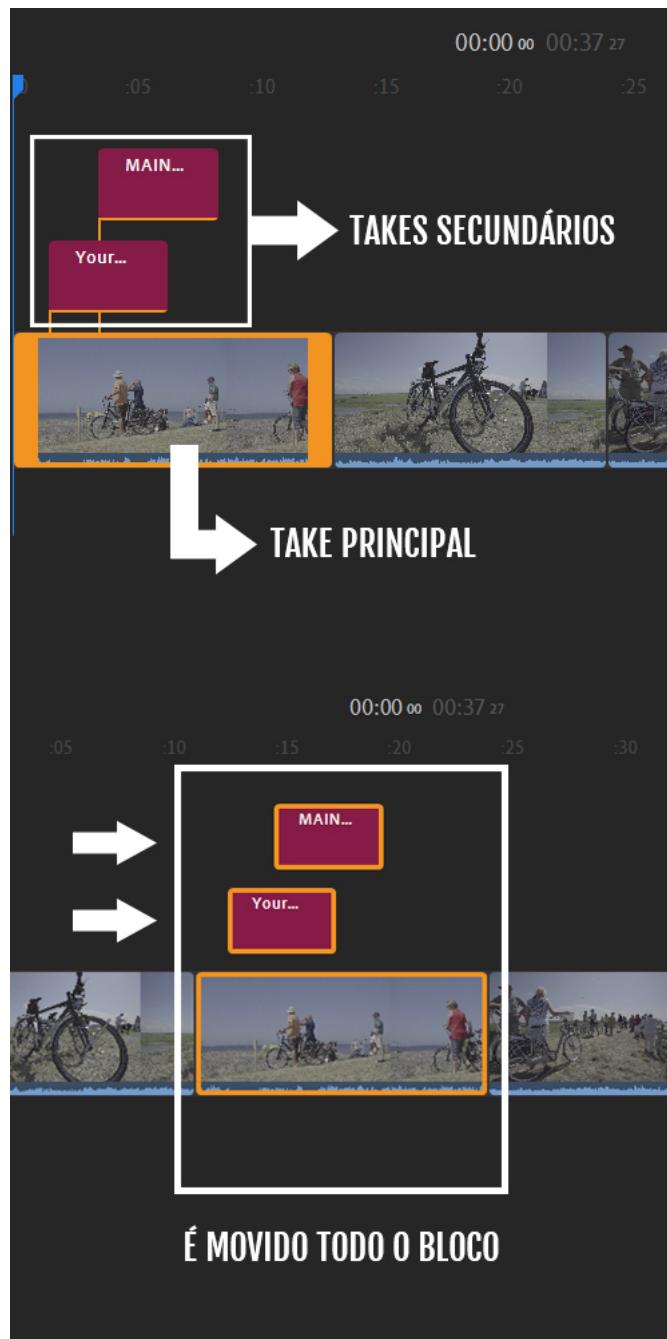 00:00 00 00:37 27
0 :05 :10 :15 :20 :25
MAIN...
TAKES SECUNDÁRIOS
Your...
TAKE PRINCIPAL
00:00 00 00:37 27
:05 :10 :15 :20 :25 :30
MAIN...
Your...
É MOVIDO TODO O BLOCO